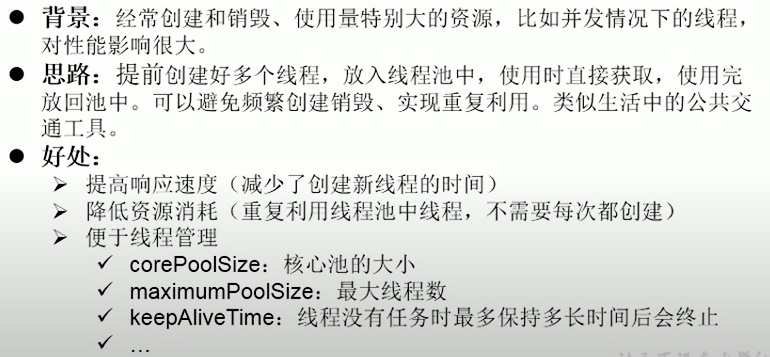 ● 背景：经常创建和销毁、使用量特别大的资源，比如并发情况下的线程，
对性能影响很大。
● 思路：提前创建好多个线程，放入线程池中，使用时直接获取，使用完
放回池中。可以避免频繁创建销毁、实现重复利用。类似生活中的公共交
通工具。
● 好处：
➢ 提高响应速度（减少了创建新线程的时间）
➢ 降低资源消耗（重复利用线程池中线程，不需要每次都创建）
➢ 便于线程管理
✓ corePoolSize：核心池的大小
✓ maximumPoolSize：最大线程数
✓ keepAliveTime：线程没有任务时最多保持多长时间后会终止
✓ …